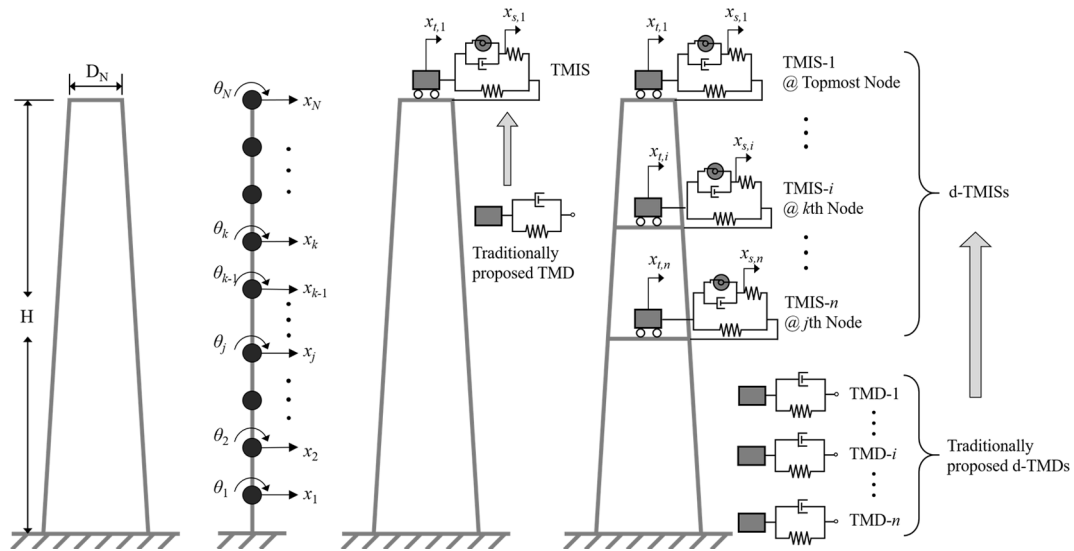 D_N
H
θ_N
x_N
θ_k
x_k
θ_{k-1}
x_{k-1}
θ_j
x_j
θ_2
x_2
θ_1
x_1
x_{t,1}
x_{s,1}
TMIS
Traditionally
proposed TMD
x_{t,1}
x_{s,1}
TMIS-1
@ Topmost Node
x_{t,i}
x_{s,i}
TMIS-i
@ kth Node
x_{t,n}
x_{s,n}
TMIS-n
@ jth Node
d-TMISs
TMD-1
TMD-i
TMD-n
Traditionally
proposed d-TMDs